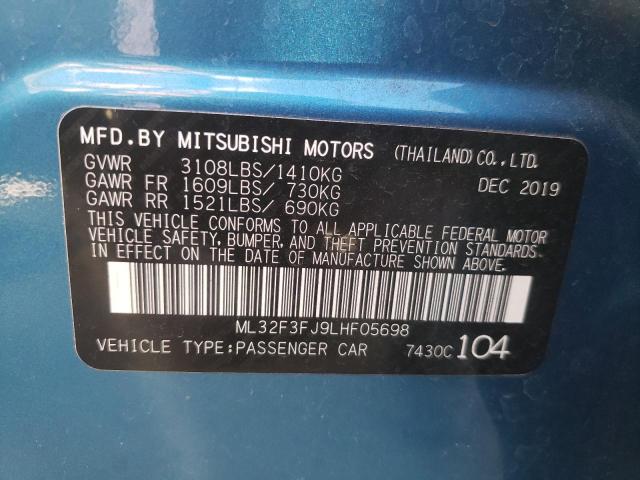 MFD.BY MITSUBISHI MOTORS (THAILAND)CO.,LTD.
GVWR 3108LBS/1410KG DEC 2019
GAWR FR 1609LBS/ 730KG
GAWR RR 1521LBS/ 690KG
THIS VEHICLE CONFORMS TO ALL APPLICABLE FEDERAL MOTOR
VEHICLE SAFETY, BUMPER, AND THEFT PREVENTION STANDARDS
IN EFFECT ON THE DATE OF MANUFACTURE SHOWN ABOVE.
ML32F3FJ9LHF05698
VEHICLE TYPE:PASSENGER CAR 7430C104